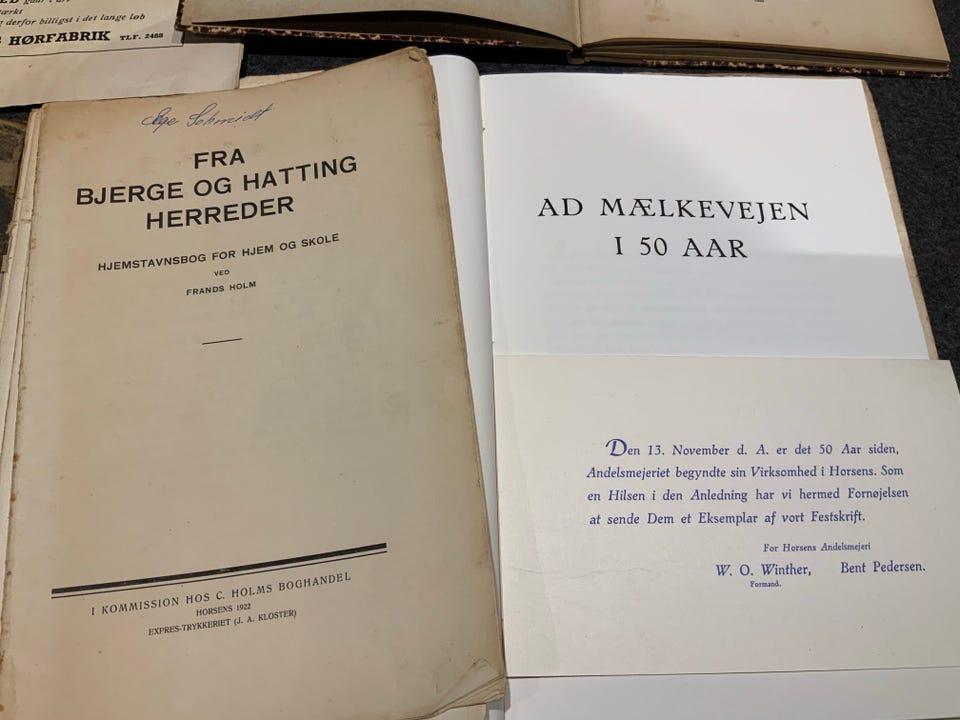 gaar i arv
og derfor billigst i det lange løb
HØRFABRIK TLF. 2488
Schmidt
FRA
BJERGE OG HATTING
HERREDER
HJEMSTAVNSBOG FOR HJEM OG SKOLE
VED
FRANDS HOLM
I KOMMISSION HOS C. HOLMS BOGHANDEL
HORSENS 1922
EXPRES-TRYKKERIET (J. A. KLOSTER)
AD MÆLKEVEJEN
I 50 AAR
Den 13. November d. A. er det 50 Aar siden,
Andelsmejeriet begyndte sin Virksomhed i Horsens. Som
en Hilsen i den Anledning har vi hermed Fornøjelsen
at sende Dem et Eksemplar af vort Festskrift.
For Horsens Andelsmejeri
W. O. Winther, Bent Pedersen.
Formand.